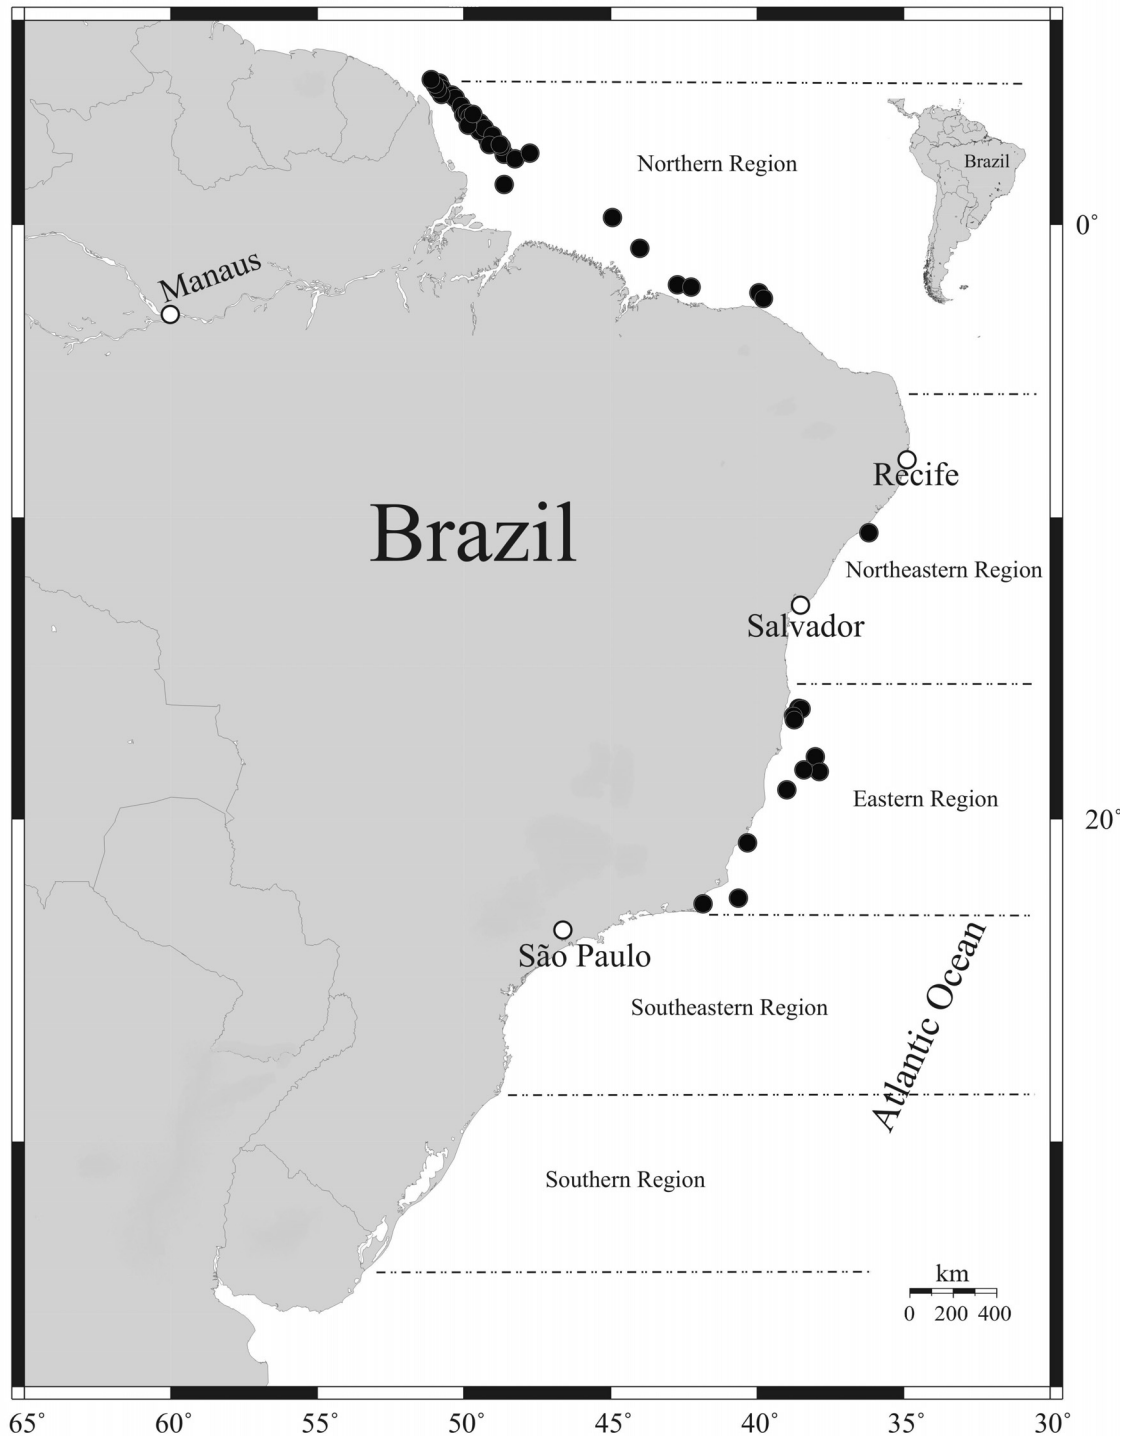 Northern Region
Brazil
0°
Manaus
Recife
Brazil
Northeastern Region
Salvador
Eastern Region
20°
São Paulo
Atlantic Ocean
Southeastern Region
Southern Region
km
0 200 400
65° 60° 55° 50° 45° 40° 35° 30°